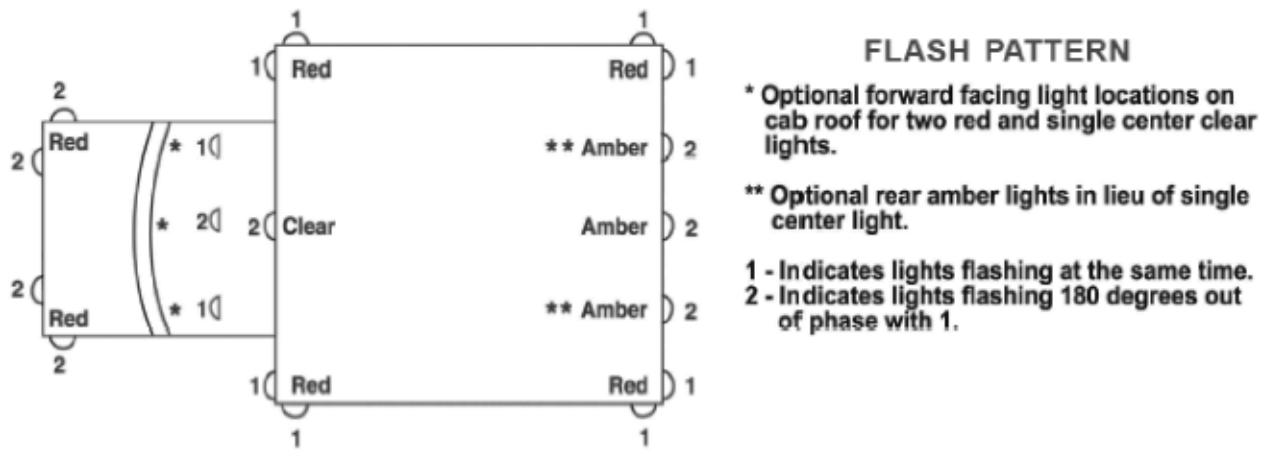 1 1
1 Red Red 1
2
Red * 1 ** Amber 2
2
* 2 2 Clear Amber 2
2
Red * 1 ** Amber 2
2
1 Red Red 1
1 1
FLASH PATTERN
* Optional forward facing light locations on
cab roof for two red and single center clear
lights.
** Optional rear amber lights in lieu of single
center light.
1 - Indicates lights flashing at the same time.
2 - Indicates lights flashing 180 degrees out
of phase with 1.